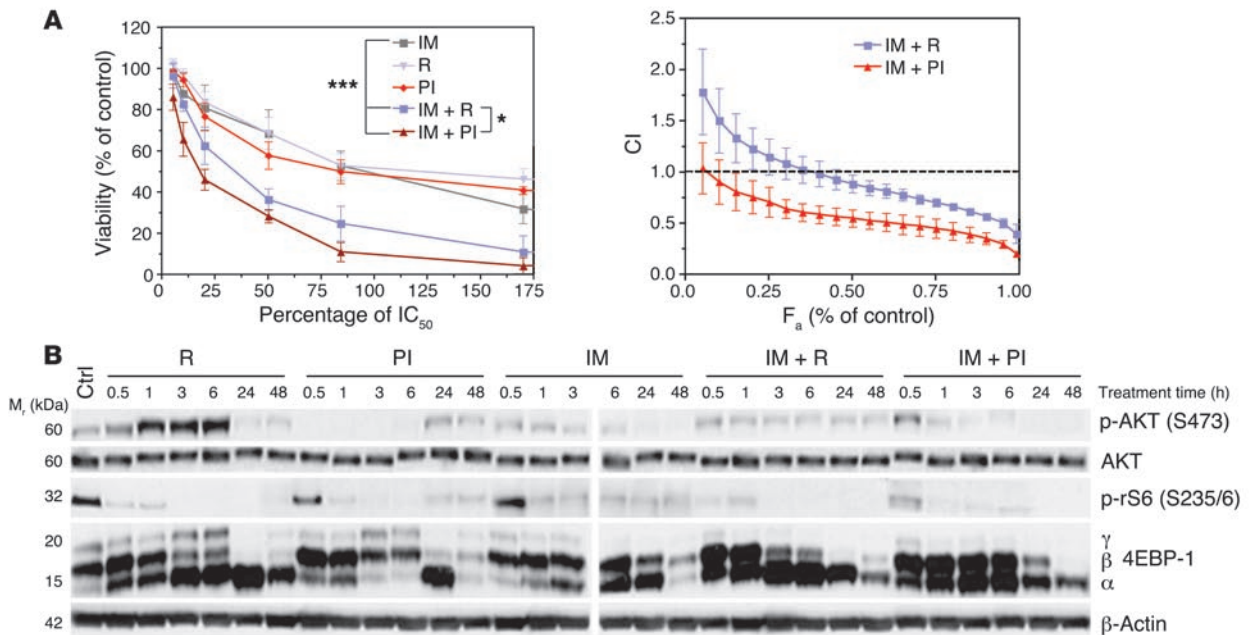 A
Viability (% of control)
120
100
80
60
40
20
0
0 25 50 75 100 125 150 175
Percentage of IC50
***
IM
R
PI
IM + R
IM + PI
*
CI
2.5
2.0
1.5
1.0
0.5
0.0
0.0 0.25 0.50 0.75 1.00
Fa (% of control)
IM + R
IM + PI
B
R PI IM IM + R IM + PI
Ctrl 0.5 1 3 6 24 48 0.5 1 3 6 24 48 0.5 1 3 6 24 48 0.5 1 3 6 24 48 0.5 1 3 6 24 48 Treatment time (h)
Mr (kDa)
60 p-AKT (S473)
60 AKT
32 p-rS6 (S235/6)
20 γ
β 4EBP-1
15 α
42 β-Actin